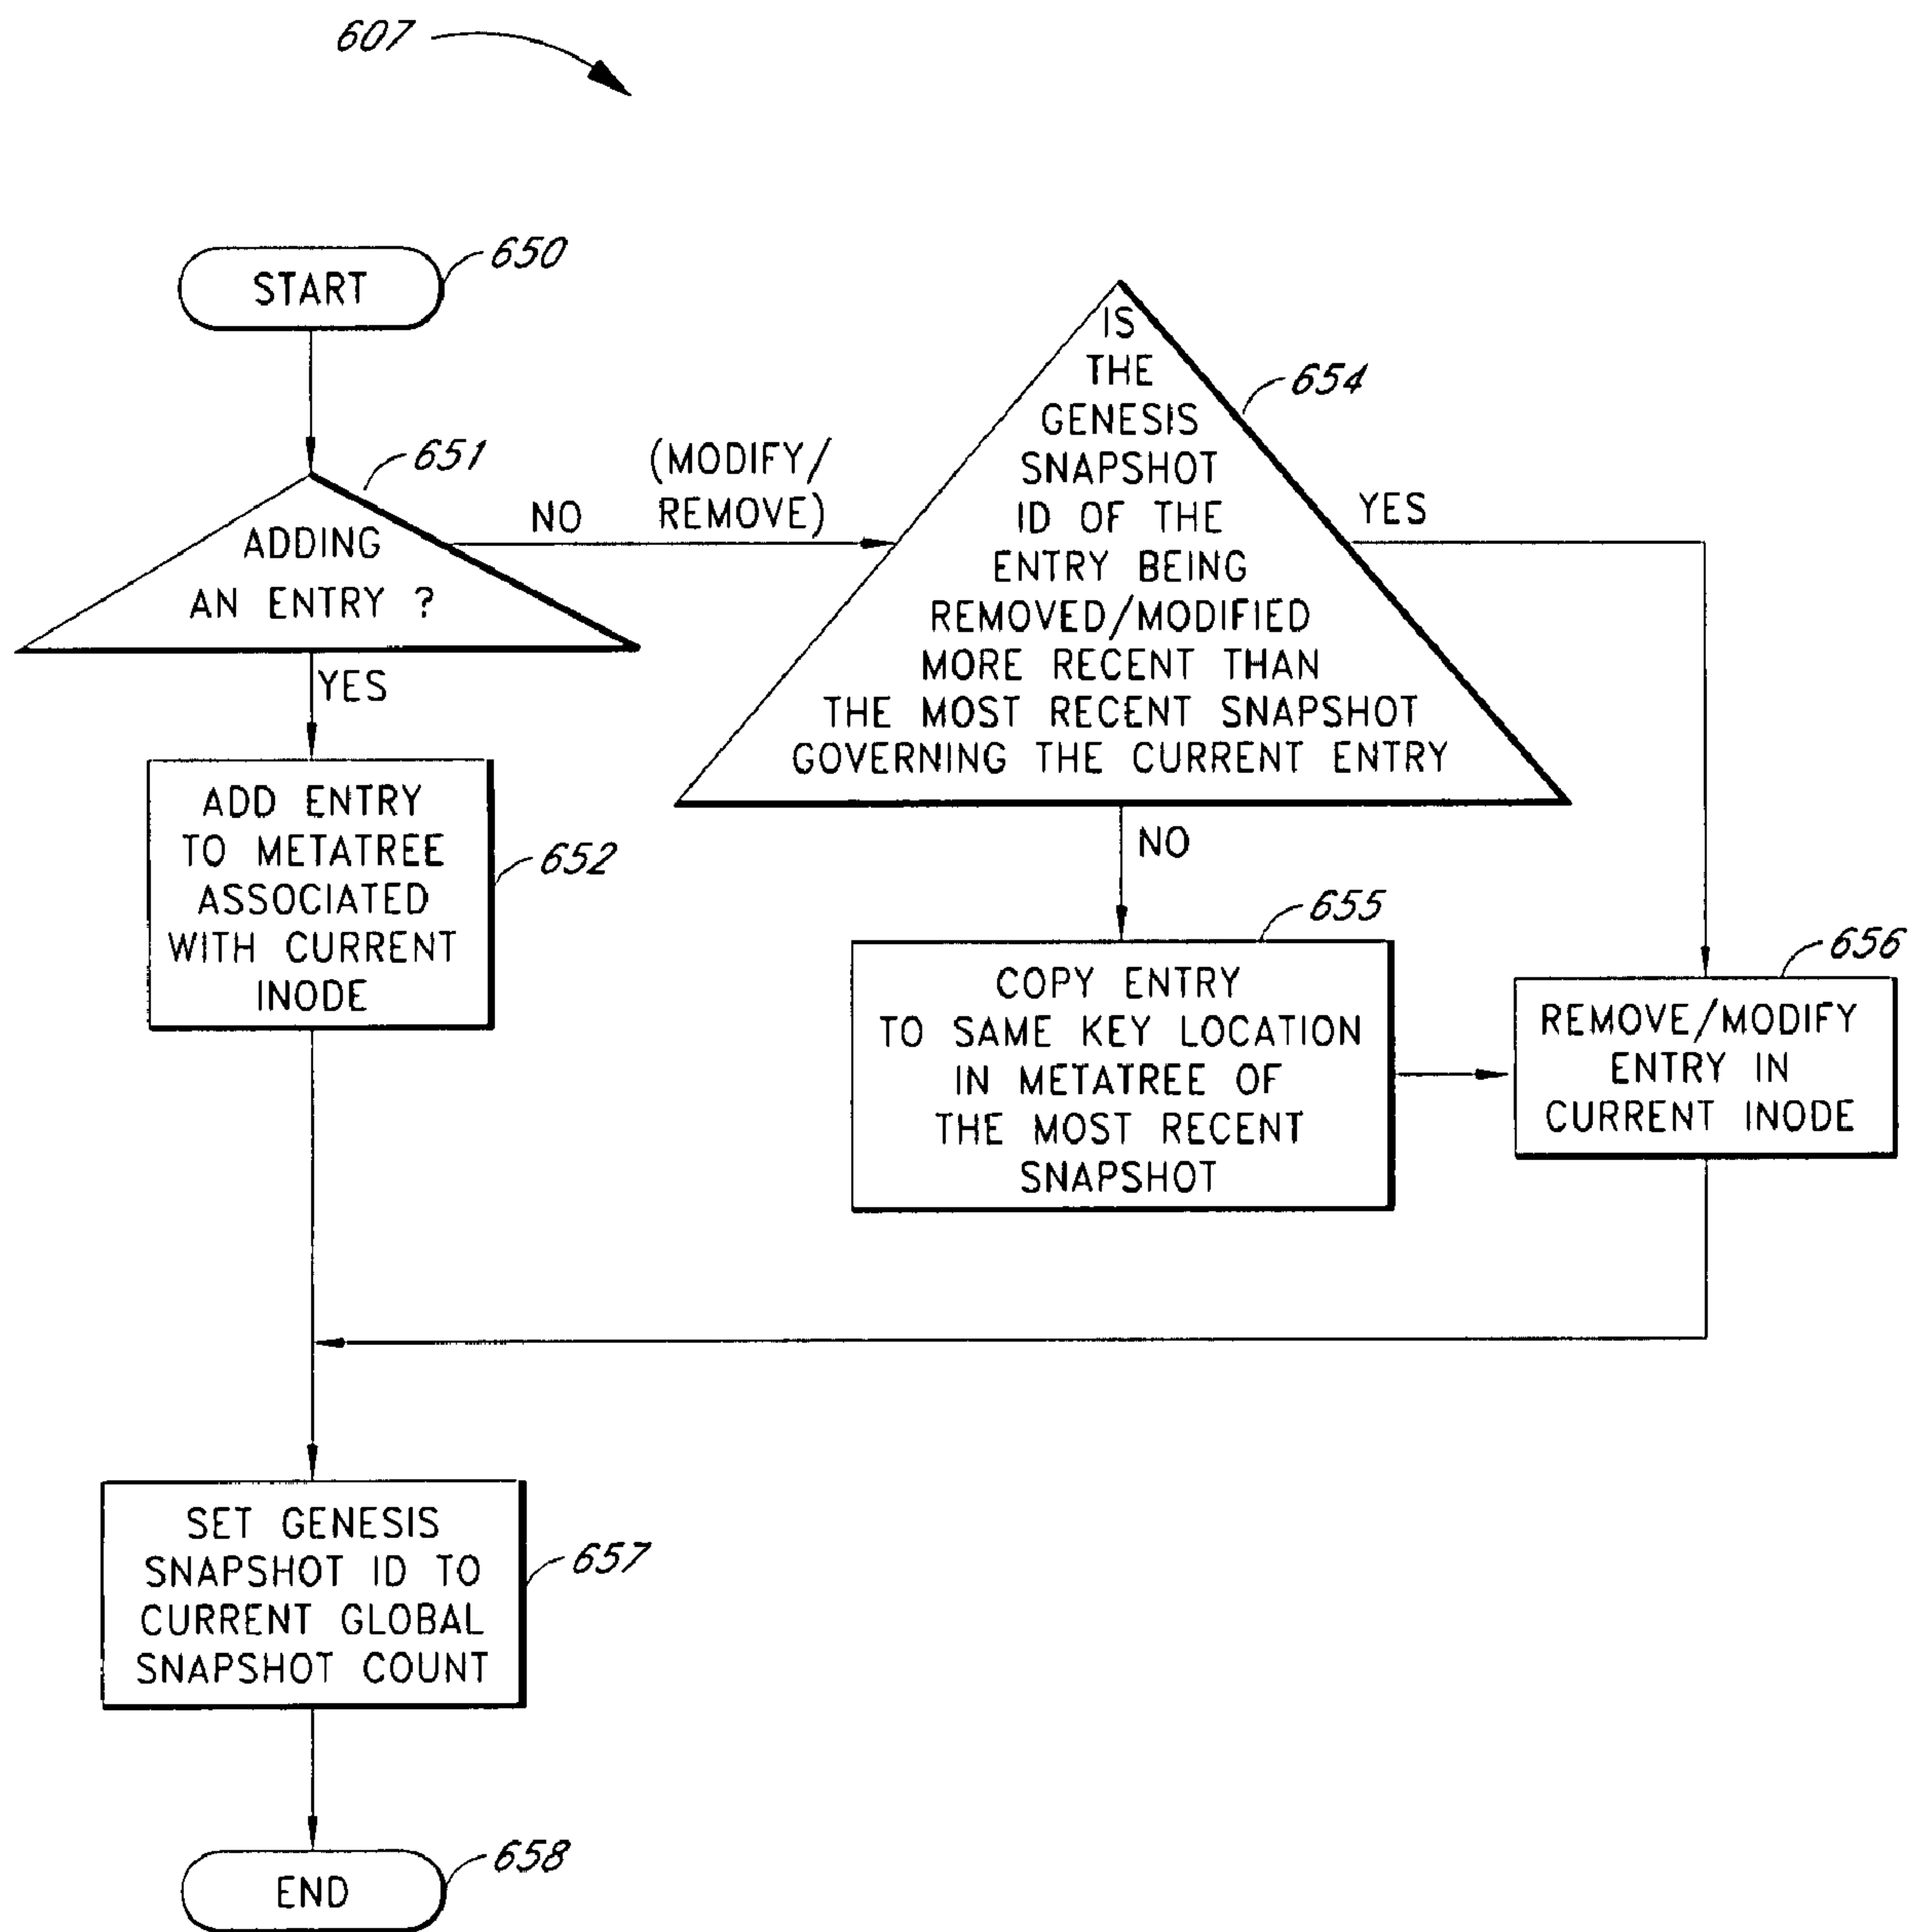 607
START
650
651
ADDING
AN ENTRY ?
NO
(MODIFY/
REMOVE)
YES
IS
THE
GENESIS
SNAPSHOT
ID OF THE
ENTRY BEING
REMOVED/MODIFIED
MORE RECENT THAN
THE MOST RECENT SNAPSHOT
GOVERNING THE CURRENT ENTRY
654
YES
NO
ADD ENTRY
TO METATREE
ASSOCIATED
WITH CURRENT
INODE
652
COPY ENTRY
TO SAME KEY LOCATION
IN METATREE OF
THE MOST RECENT
SNAPSHOT
655
REMOVE/MODIFY
ENTRY IN
CURRENT INODE
656
SET GENESIS
SNAPSHOT ID TO
CURRENT GLOBAL
SNAPSHOT COUNT
657
END
658